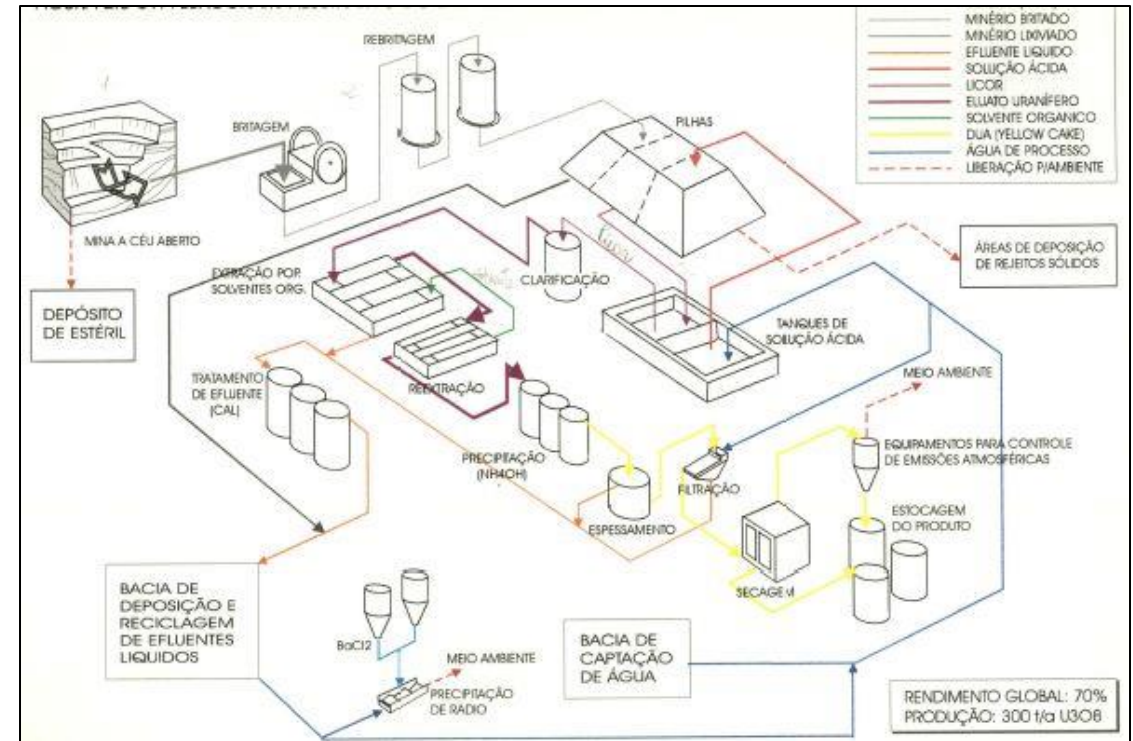 MINÉRIO BRITADO
MINÉRIO LIXIVIADO
EFLUENTE LIQUIDO
SOLUÇÃO ÁCIDA
LICOR
ELUATO URANÍFERO
SOLVENTE ORGANICO
DUA (YELLOW CAKE)
ÁGUA DE PROCESSO
LIBERAÇÃO P/AMBIENTE
REBRITAGEM
BRITAGEM
PILHAS
MINA A CÉU ABERTO
DEPÓSITO
DE ESTÉRIL
EXTRAÇÃO POR
SOLVENTES ORG.
CLARIFICAÇÃO
ÁREAS DE DEPOSIÇÃO
DE REJEITOS SÓLIDOS
TANQUES DE
SOLUÇÃO ÁCIDA
REEXTRAÇÃO
TRATAMENTO
DE EFLUENTE
(CAL)
PRECIPITAÇÃO
(NH4OH)
ESPESSAMENTO
FILTRAÇÃO
MEIO AMBIENTE
EQUIPAMENTOS PARA CONTROLE
DE EMISSÕES ATMOSFÉRICAS
ESTOCAGEM
DO PRODUTO
SECAGEM
BACIA DE
DEPOSIÇÃO E
RECICLAGEM
DE EFLUENTES
LIQUIDOS
BaCl2
MEIO AMBIENTE
PRECIPITAÇÃO
DE RADIO
BACIA DE
CAPTAÇÃO
DE ÁGUA
RENDIMENTO GLOBAL: 70%
PRODUÇÃO: 300 t/a U3O8